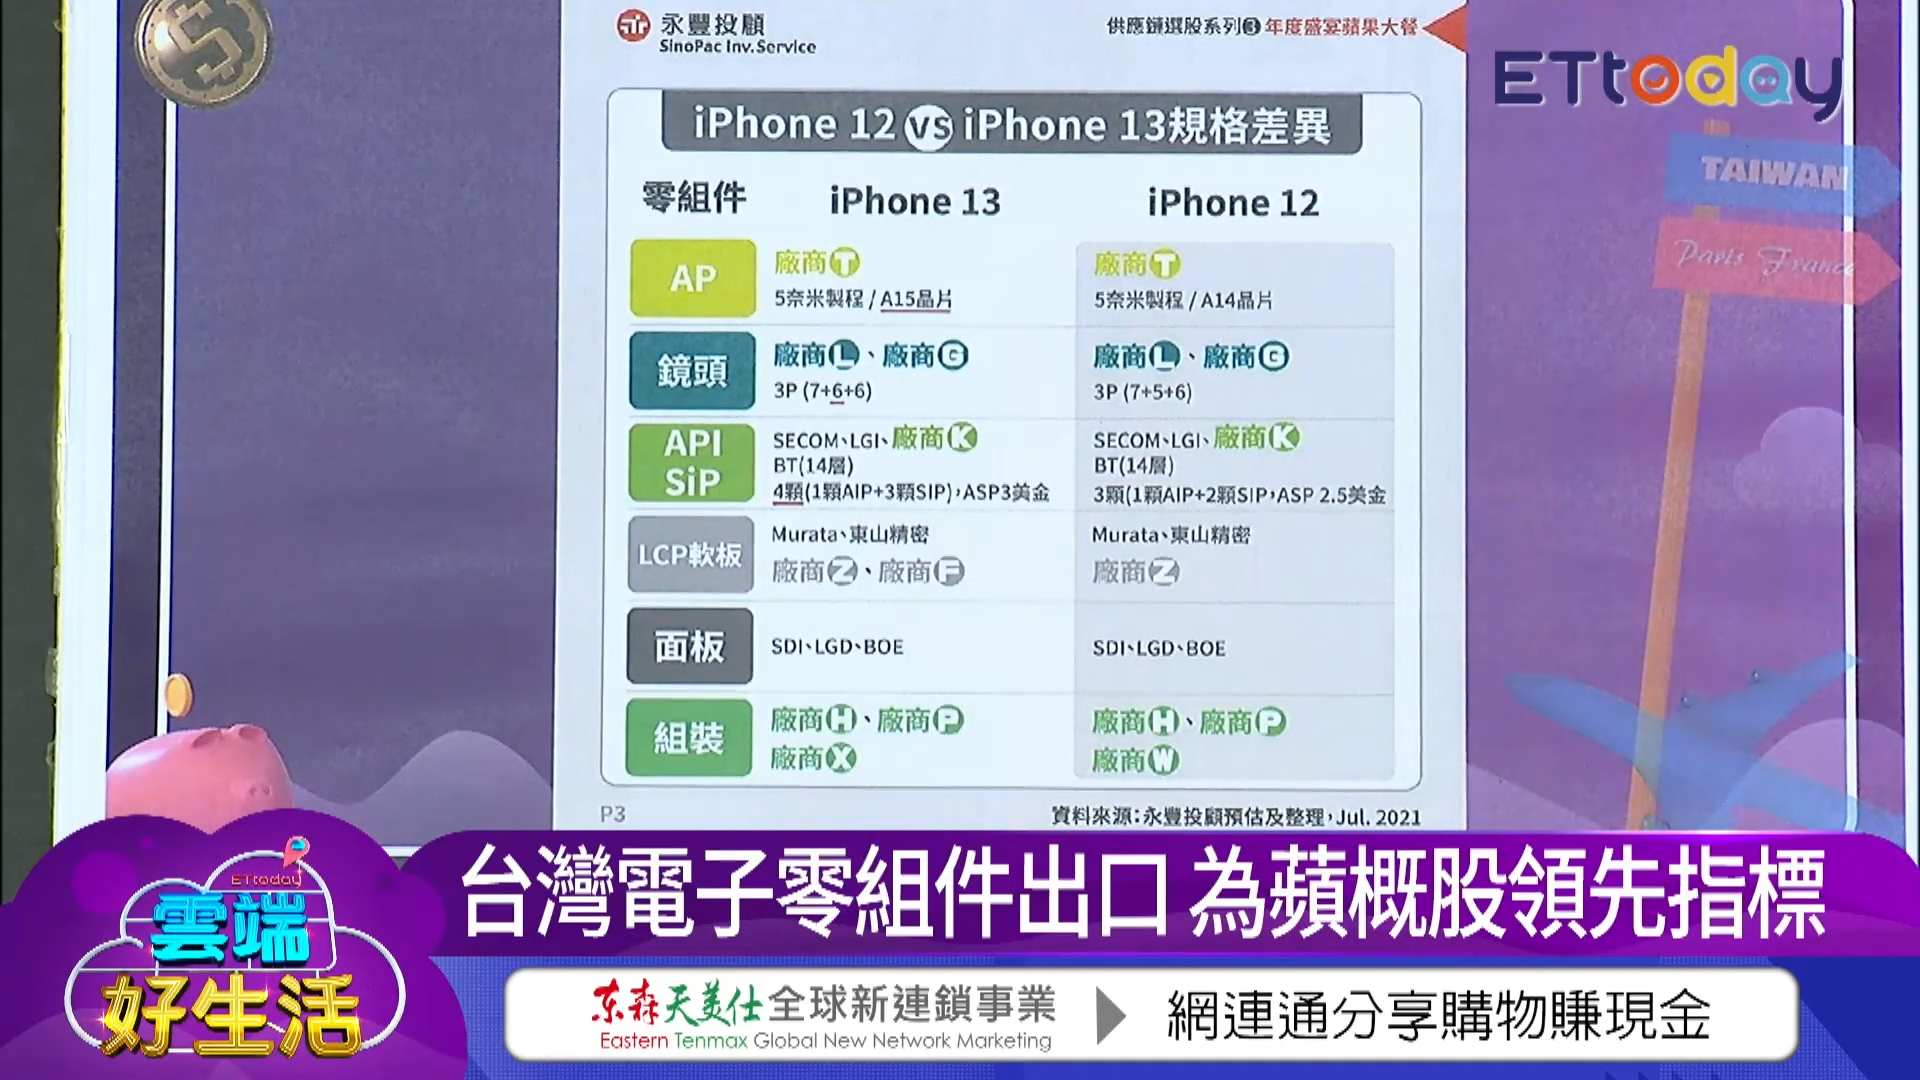 永豐投顧
SinoPac Inv.Service
供應鏈選股系列❸年度盛宴蘋果大餐
ETtoday
TAIWAN
Paris France
iPhone 12 VS iPhone 13規格差異
零組件 iPhone 13 iPhone 12
AP
廠商T
5奈米製程 / A15晶片
廠商T
5奈米製程 / A14晶片
鏡頭
廠商L、廠商G
3P (7+6+6)
廠商L、廠商G
3P (7+5+6)
API
SiP
SECOM、LGI、廠商K
BT(14層)
4顆(1顆AIP+3顆SIP),ASP3美金
SECOM、LGI、廠商K
BT(14層)
3顆(1顆AIP+2顆SIP,ASP 2.5美金
LCP軟板
Murata、東山精密
廠商Z、廠商F
Murata、東山精密
廠商Z
面板
SDI、LGD、BOE
SDI、LGD、BOE
組裝
廠商H、廠商P
廠商X
廠商H、廠商P
廠商W
P3
資料來源:永豐投顧預估及整理,Jul. 2021
ETtoday
雲端
好生活
台灣電子零組件出口 為蘋概股領先指標
东森天美仕全球新連鎖事業
Eastern Tenmax Global New Network Marketing
網連通分享購物賺現金